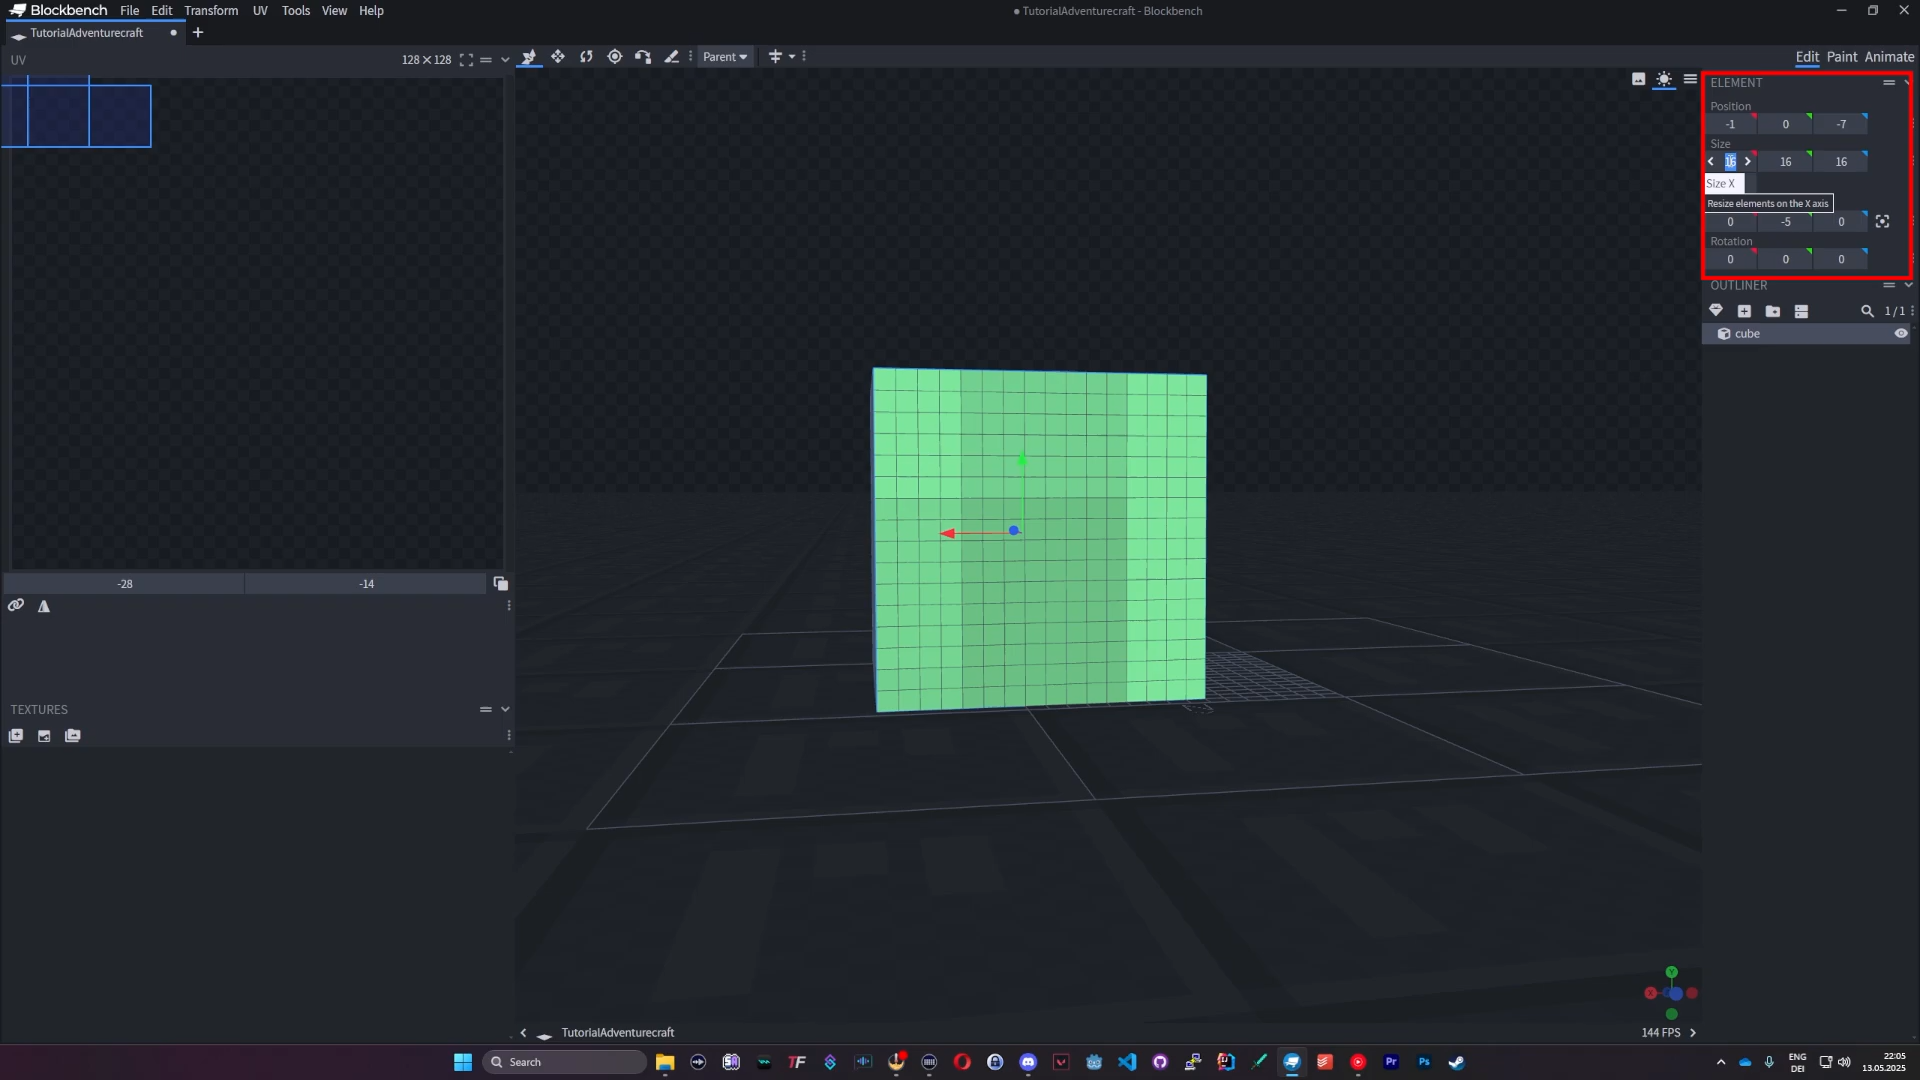 Blockbench File Edit Transform UV Tools View Help
● TutorialAdventurecraft - Blockbench
TutorialAdventurecraft
UV
128 × 128
Parent
Edit Paint Animate
ELEMENT
Position
-1 0 -7
Size
16 16 16
Size X
Resize elements on the X axis
0 -5 0
Rotation
0 0 0
OUTLINER
1 / 1
cube
-28 -14
TEXTURES
Y
X
TutorialAdventurecraft
144 FPS
Search
TF
Pr
Ps
ENG
DEI
22:05
13.05.2025